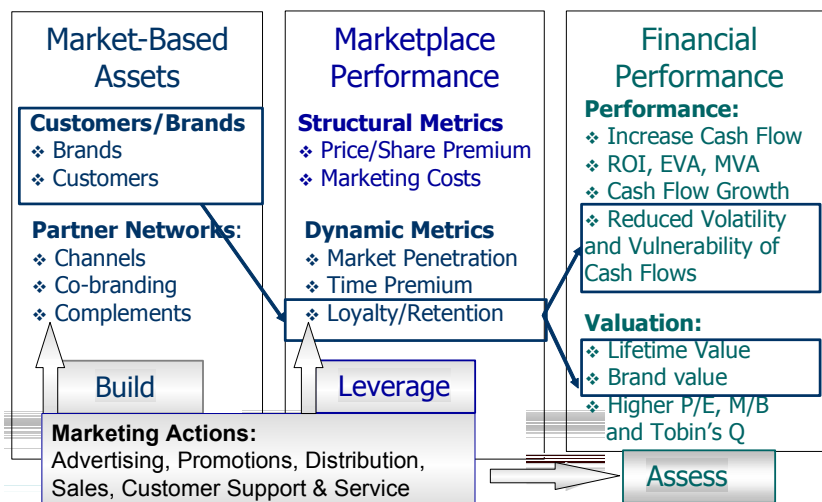 Market-Based
Assets
Customers/Brands
❖ Brands
❖ Customers
Partner Networks:
❖ Channels
❖ Co-branding
❖ Complements
Build
Marketplace
Performance
Structural Metrics
❖ Price/Share Premium
❖ Marketing Costs
Dynamic Metrics
❖ Market Penetration
❖ Time Premium
❖ Loyalty/Retention
Leverage
Financial
Performance
Performance:
❖ Increase Cash Flow
❖ ROI, EVA, MVA
❖ Cash Flow Growth
❖ Reduced Volatility
and Vulnerability of
Cash Flows
Valuation:
❖ Lifetime Value
❖ Brand value
❖ Higher P/E, M/B
and Tobin's Q
Assess
Marketing Actions:
Advertising, Promotions, Distribution,
Sales, Customer Support & Service